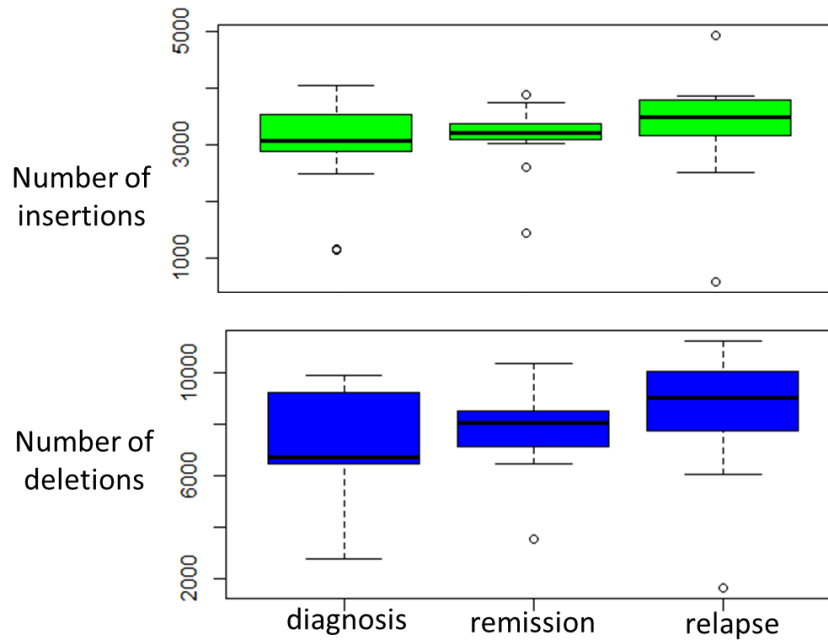 5000
3000
1000
Number of
insertions
10000
6000
2000
Number of
deletions
diagnosis remission relapse